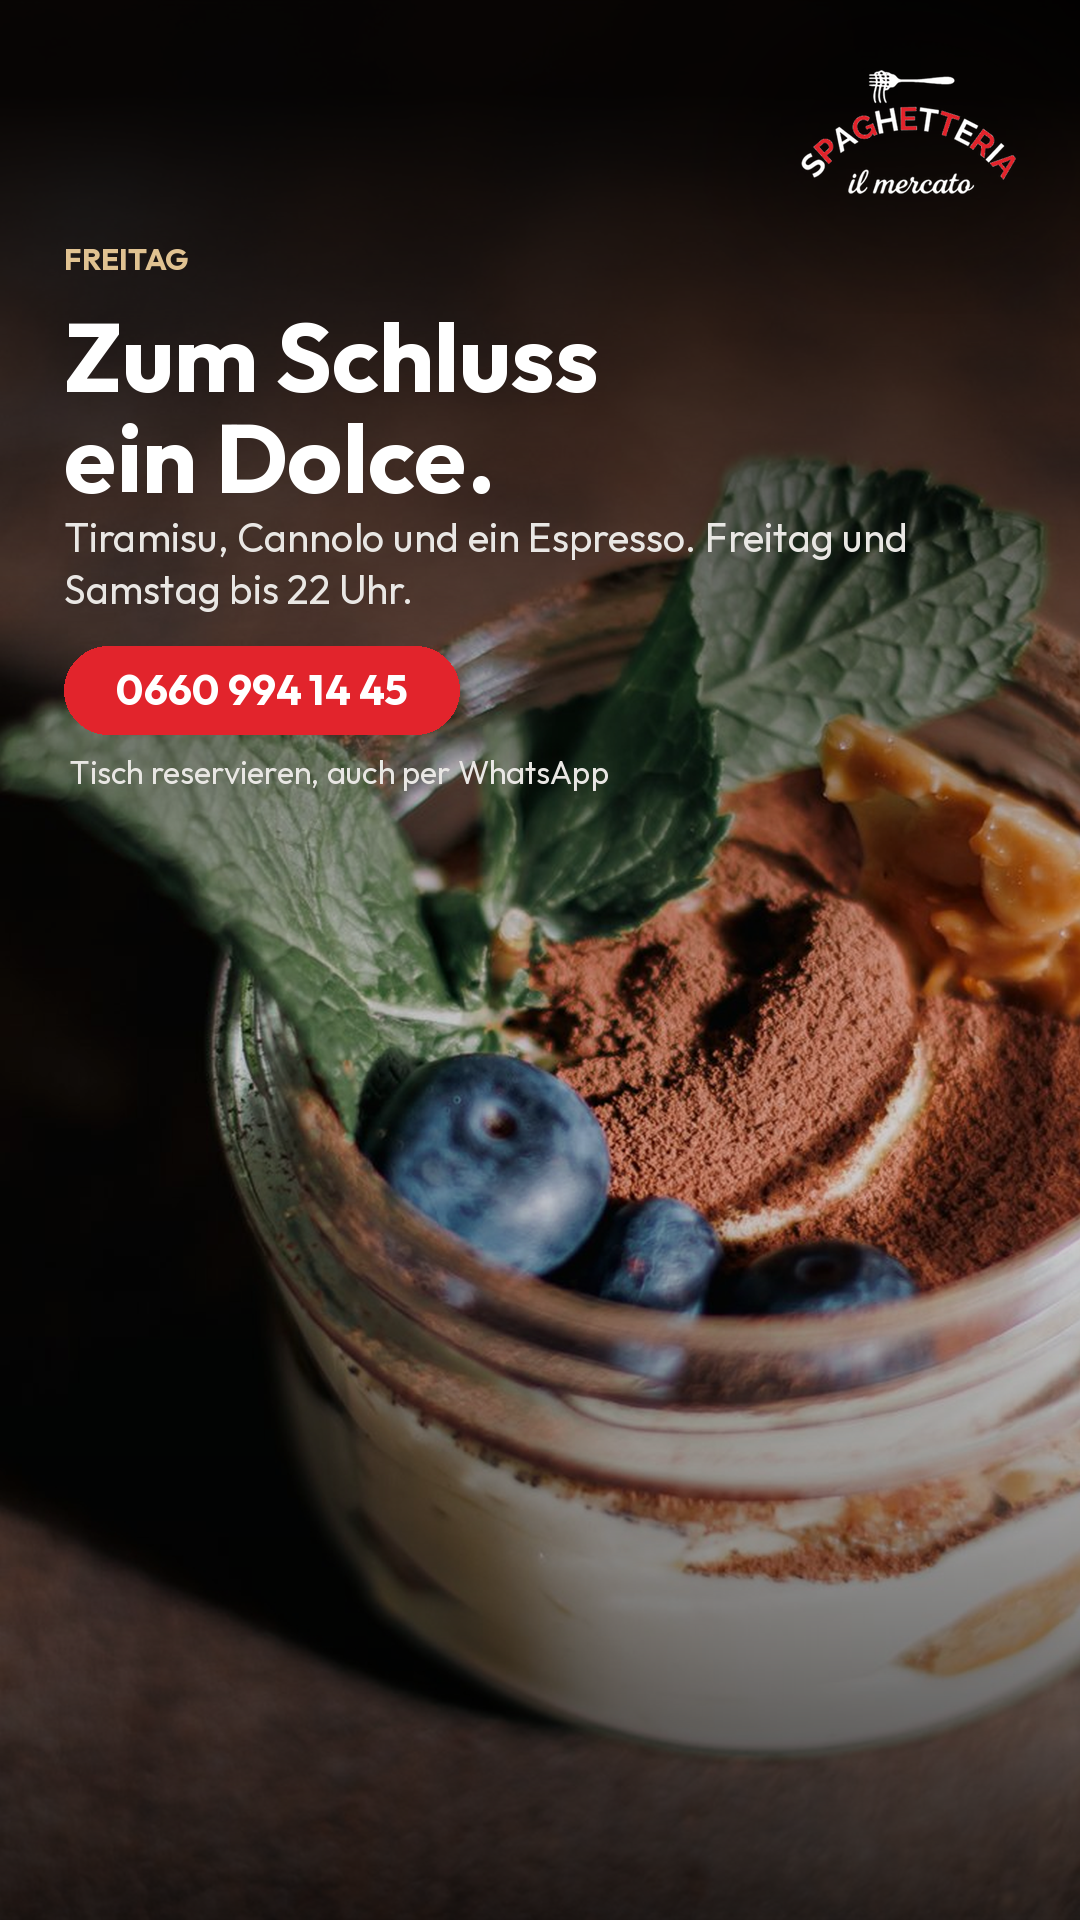 SPAGHETTERIA
il mercato
FREITAG
Zum Schluss
ein Dolce.
Tiramisu, Cannolo und ein Espresso. Freitag und
Samstag bis 22 Uhr.
0660 994 14 45
Tisch reservieren, auch per WhatsApp